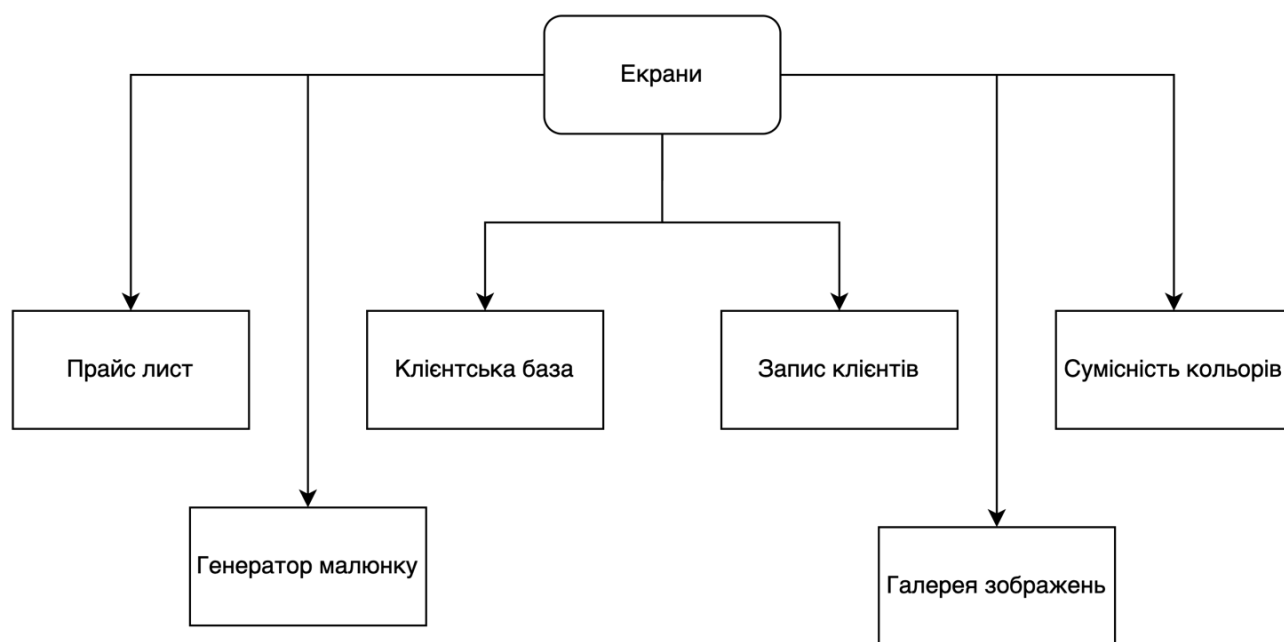 Екрани
Прайс лист
Клієнтська база
Запис клієнтів
Сумісність кольорів
Генератор малюнку
Галерея зображень